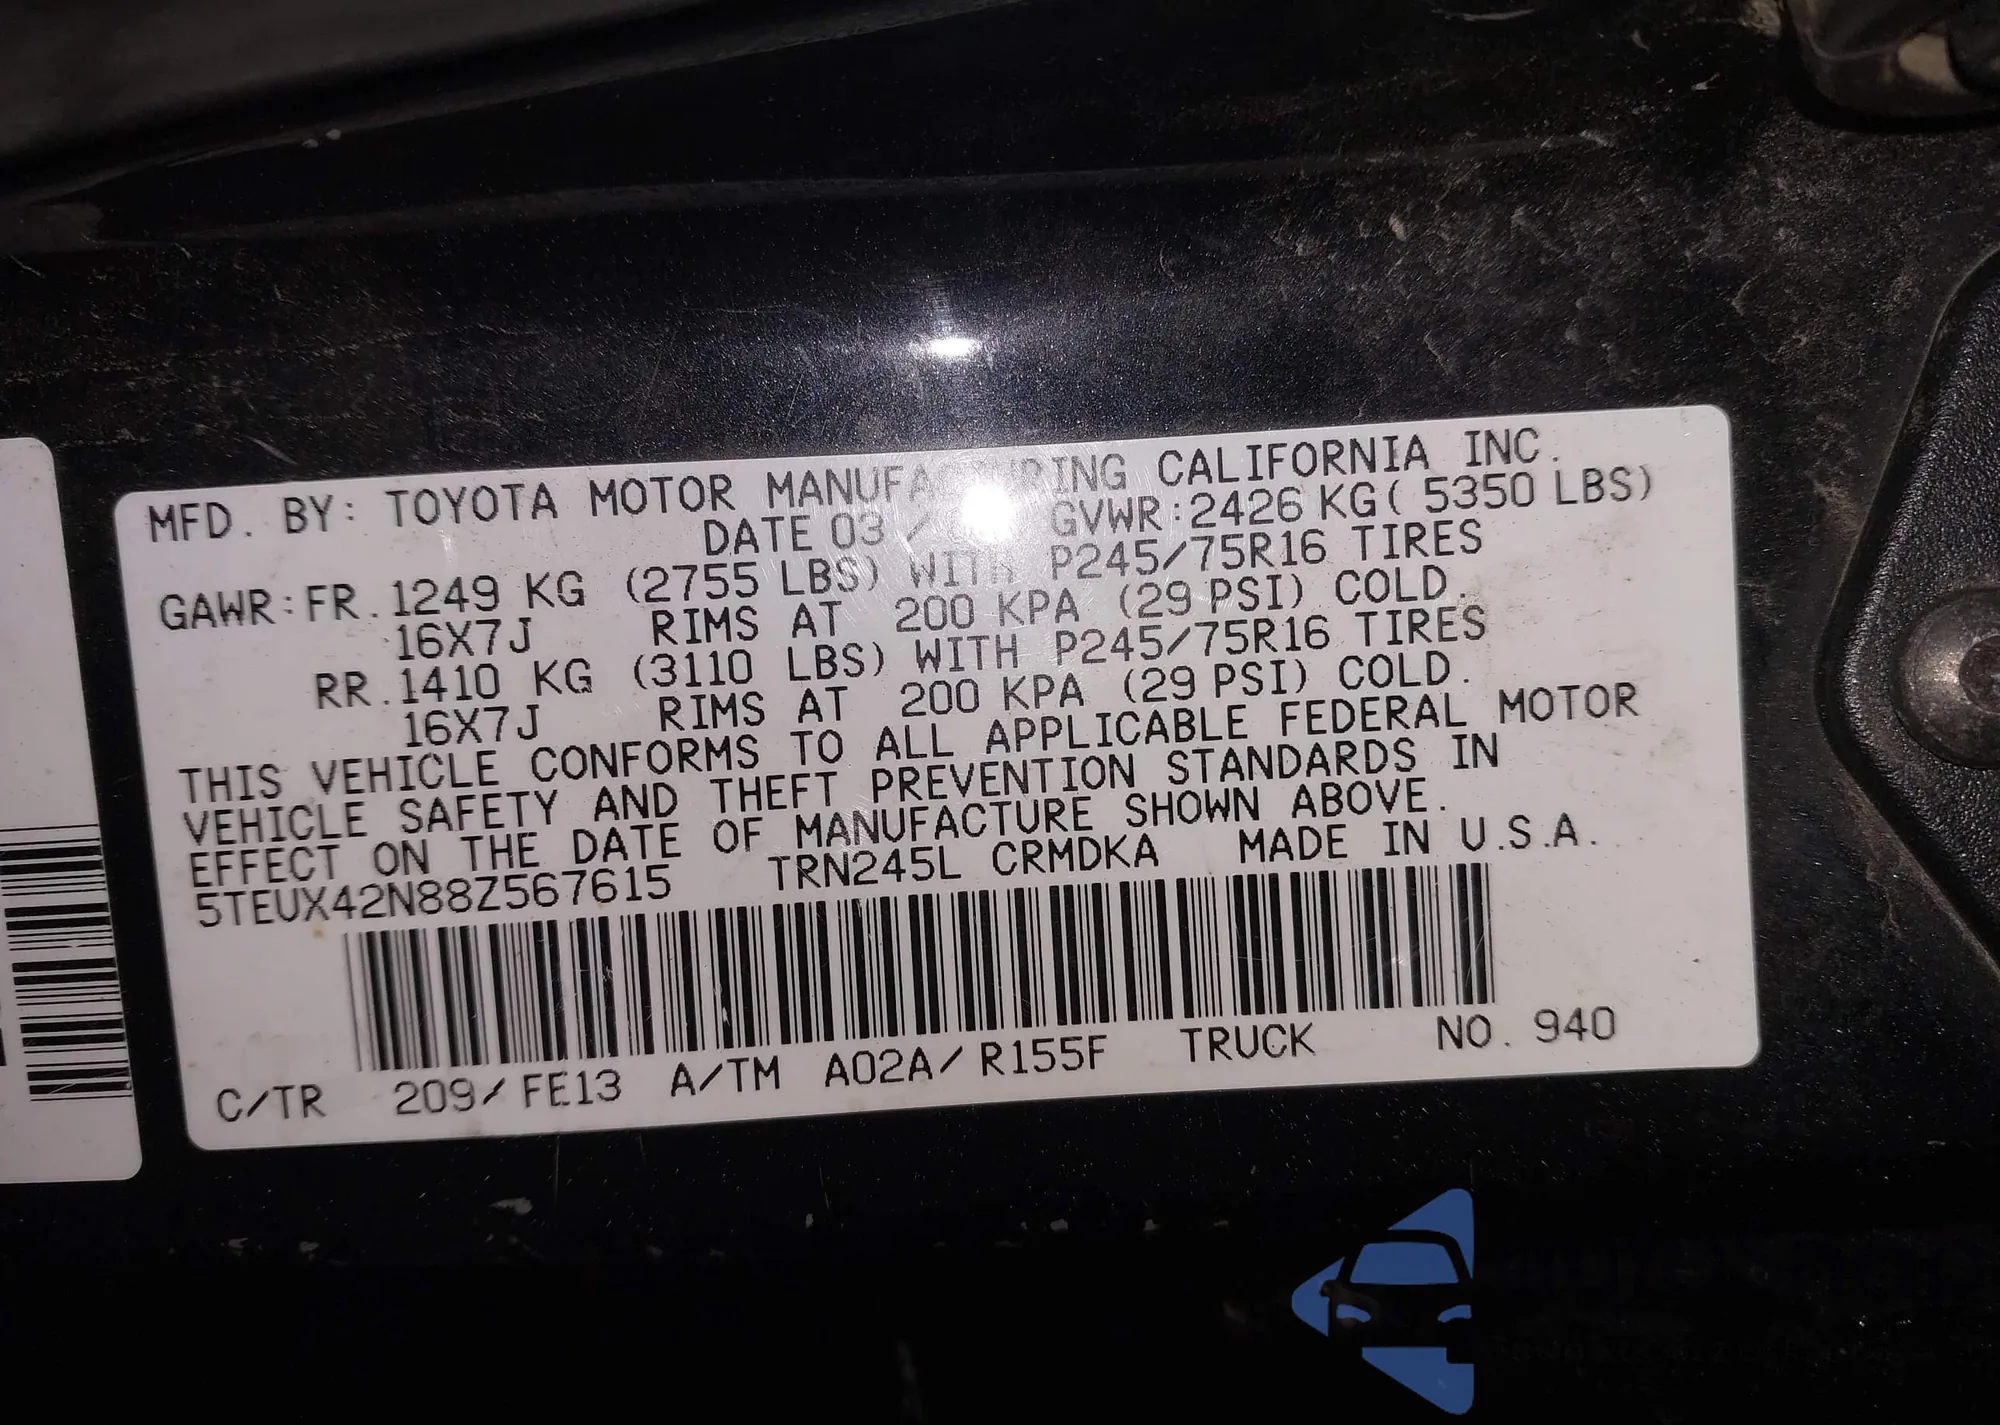 MFD. BY: TOYOTA MOTOR MANUFACTURING CALIFORNIA INC.
DATE 03 / GVWR: 2426 KG ( 5350 LBS)
GAWR: FR. 1249 KG (2755 LBS) WITH P245/75R16 TIRES
16X7J RIMS AT 200 KPA (29 PSI) COLD.
RR. 1410 KG (3110 LBS) WITH P245/75R16 TIRES
16X7J RIMS AT 200 KPA (29 PSI) COLD.
THIS VEHICLE CONFORMS TO ALL APPLICABLE FEDERAL MOTOR
VEHICLE SAFETY AND THEFT PREVENTION STANDARDS IN
EFFECT ON THE DATE OF MANUFACTURE SHOWN ABOVE.
5TEUX42N88Z567615 TRN245L CRMDKA MADE IN U.S.A.
C/TR 209/FE13 A/TM A02A/R155F TRUCK NO. 940